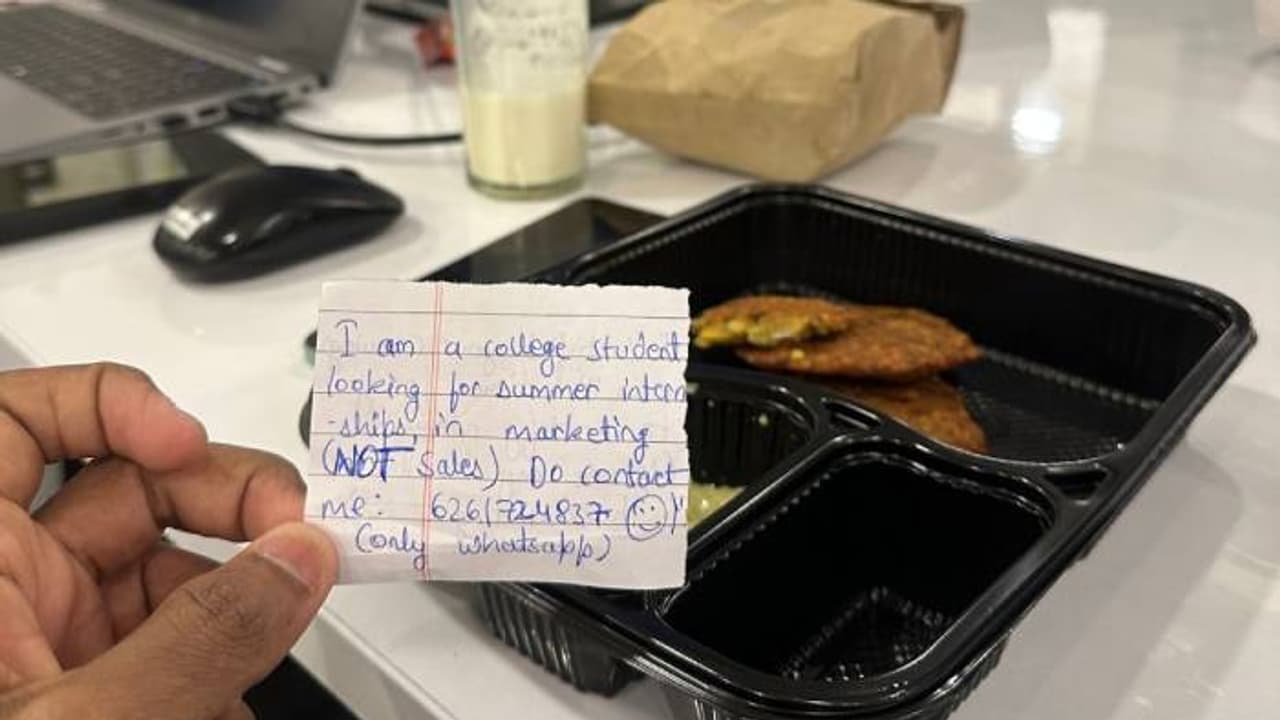 I am a college student
looking for summer intern
-ships in marketing
(NOT sales) Do contact
me: 6261724837 ☺
(only whatsapp)